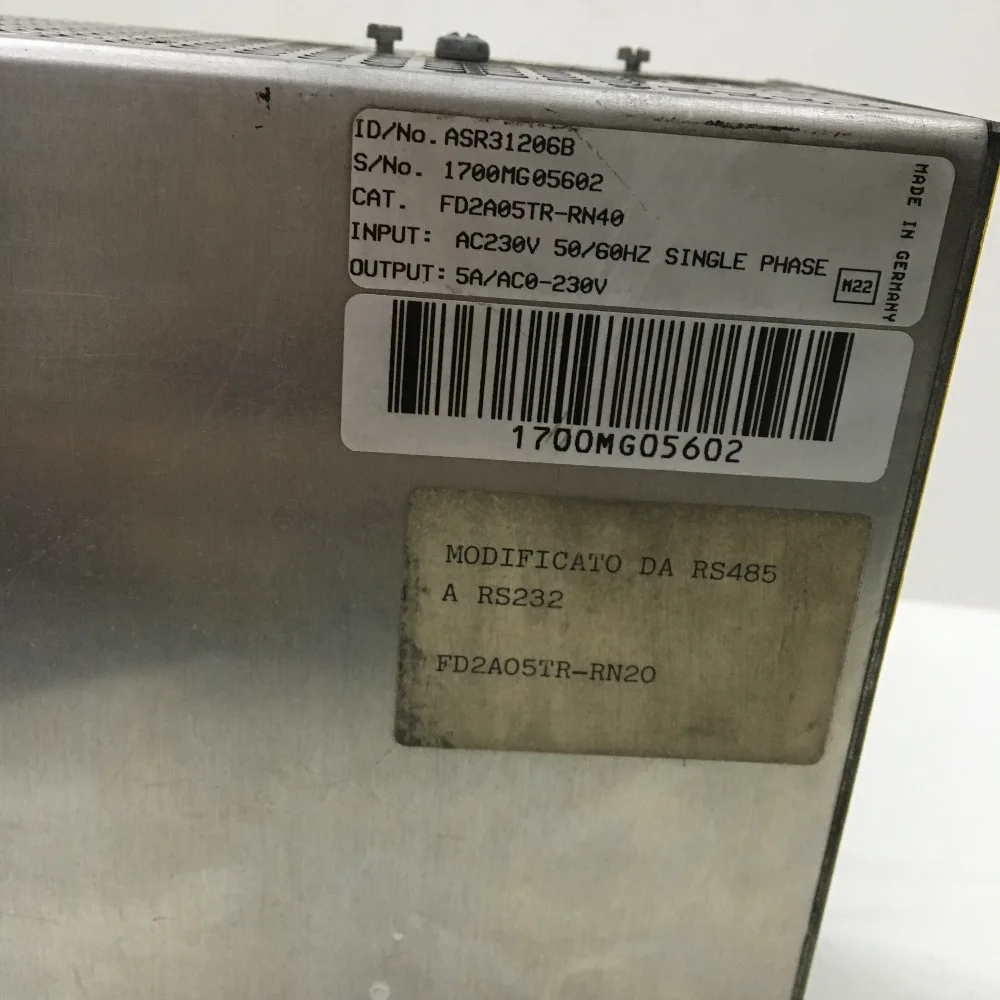 ID/No. ASR31206B
S/No. 1700MG05602
CAT. FD2A05TR-RN40
INPUT: AC230V 50/60HZ SINGLE PHASE
OUTPUT: 5A/AC0-230V
M22
MADE IN GERMANY
1700MG05602
MODIFICATO DA RS485
A RS232
FD2A05TR-RN20